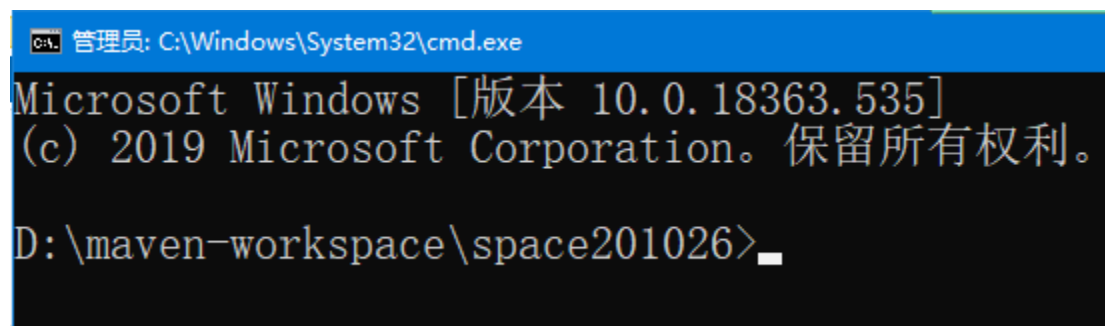 管理员: C:\Windows\System32\cmd.exe
Microsoft Windows [版本 10.0.18363.535]
(c) 2019 Microsoft Corporation。保留所有权利。
D:\maven-workspace\space201026>